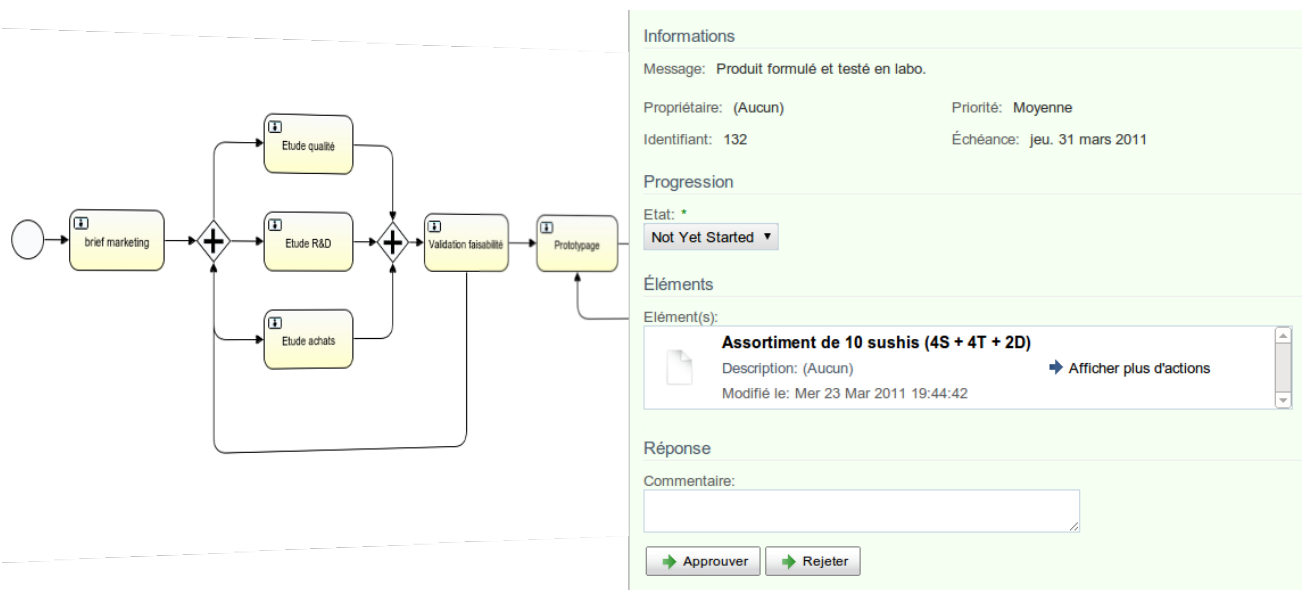 Etude qualité
brief marketing
Etude R&D
Validation faisabilité
Prototypage
Etude achats
Informations
Message: Produit formulé et testé en labo.
Propriétaire: (Aucun) Priorité: Moyenne
Identifiant: 132 Échéance: jeu. 31 mars 2011
Progression
Etat: *
Not Yet Started
Éléments
Elément(s):
Assortiment de 10 sushis (4S + 4T + 2D)
Description: (Aucun) Afficher plus d'actions
Modifié le: Mer 23 Mar 2011 19:44:42
Réponse
Commentaire:
Approuver Rejeter